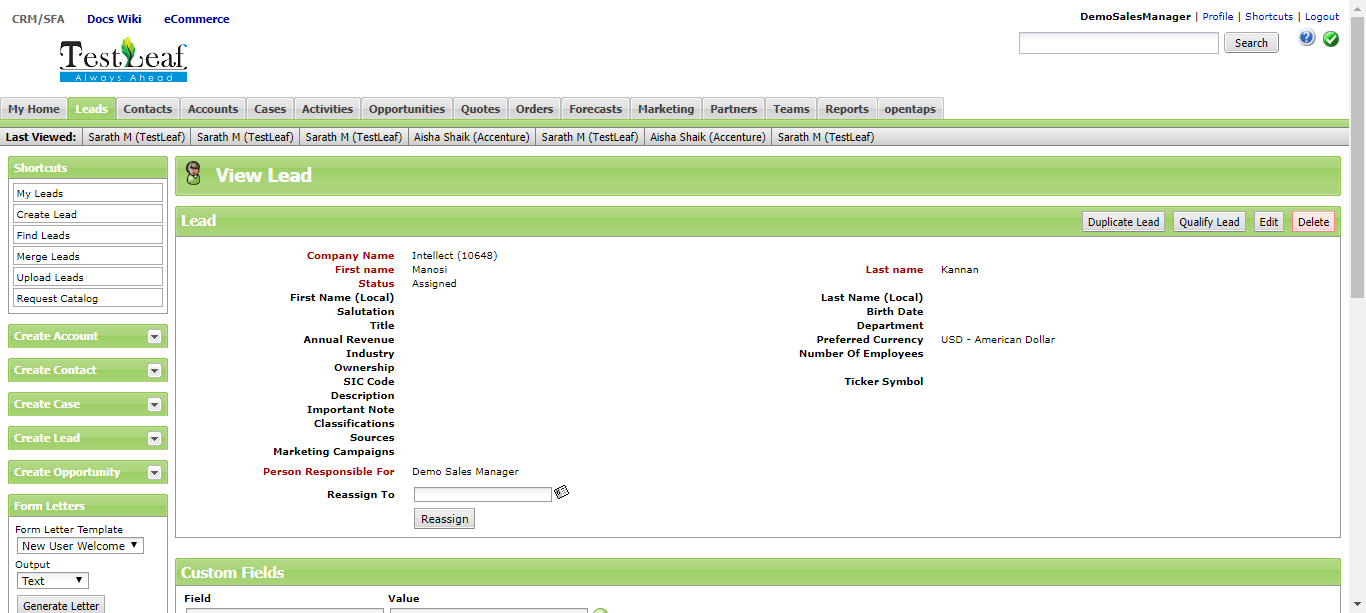 CRM/SFA Docs Wiki eCommerce
DemoSalesManager | Profile | Shortcuts | Logout
TestLeaf
Always Ahead
Search
My Home Leads Contacts Accounts Cases Activities Opportunities Quotes Orders Forecasts Marketing Partners Teams Reports opentaps
Last Viewed: Sarath M (TestLeaf) Sarath M (TestLeaf) Sarath M (TestLeaf) Aisha Shaik (Accenture) Sarath M (TestLeaf) Aisha Shaik (Accenture) Sarath M (TestLeaf)
Shortcuts
My Leads
Create Lead
Find Leads
Merge Leads
Upload Leads
Request Catalog
Create Account
Create Contact
Create Case
Create Lead
Create Opportunity
Form Letters
Form Letter Template
New User Welcome
Output
Text
Generate Letter
View Lead
Lead
Duplicate Lead Qualify Lead Edit Delete
Company Name Intellect (10648)
First name Manosi Last name Kannan
Status Assigned
First Name (Local) Last Name (Local)
Salutation Birth Date
Title Department
Annual Revenue Preferred Currency USD - American Dollar
Industry Number Of Employees
Ownership
SIC Code Ticker Symbol
Description
Important Note
Classifications
Sources
Marketing Campaigns
Person Responsible For Demo Sales Manager
Reassign To
Reassign
Custom Fields
Field Value